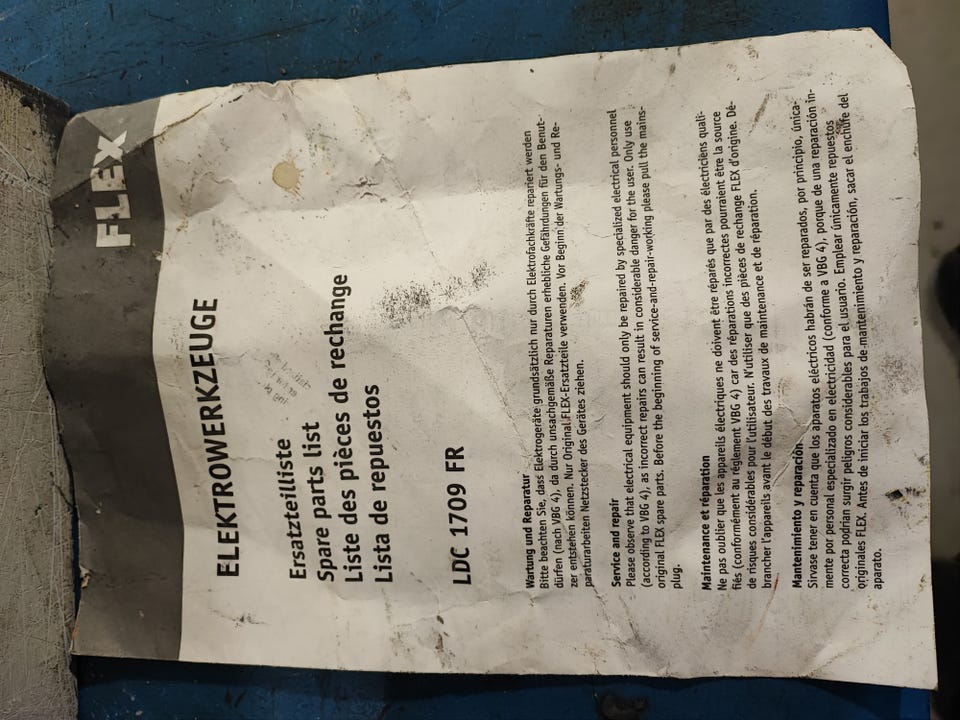 FLEX
ELEKTROWERKZEUGE
Ersatzteilliste
Spare parts list
Liste des pièces de rechange
Lista de repuestos
LDC 1709 FR
Wartung und Reparatur
Bitte beachten Sie, dass Elektrogeräte grundsätzlich nur durch Elektrofachkräfte repariert werden
dürfen (nach VBG 4), da durch unsachgemäße Reparaturen erhebliche Gefährdungen für den Benut-
zer entstehen können. Nur Original FLEX-Ersatzteile verwenden. Vor Beginn der Wartungs- und Re-
paraturarbeiten Netzstecker des Gerätes ziehen.
Service and repair
Please observe that electrical equipment should only be repaired by specialized electrical personnel
(according to VBG 4), as incorrect repairs can result in considerable danger for the user. Only use
original FLEX spare parts. Before the beginning of service-and-repair-working please pull the mains-
plug.
Maintenance et réparation
Ne pas oublier que les appareils électriques ne doivent être réparés que par des électriciens quali-
fiés (conformément au réglement VBG 4) car des réparations incorrectes pourraient être la source
de risques considérables pour l'utilisateur. N'utiliser que des pièces de rechange FLEX d'origine. Dé-
brancher l'appareils avant le début des travaux de maintenance et de réparation.
Mantenimiento y reparación
Sírvase tener en cuenta que los aparatos eléctricos habrán de ser reparados, por principio, única-
mente por personal especializado en electricidad (conforme a VBG 4), porque de una reparación in-
correcta podrían surgir peligros considerables para el usuario. Emplear únicamente repuestos
originales FLEX. Antes de iniciar los trabajos de mantenimiento y reparación, sacar el enchufe del
aparato.